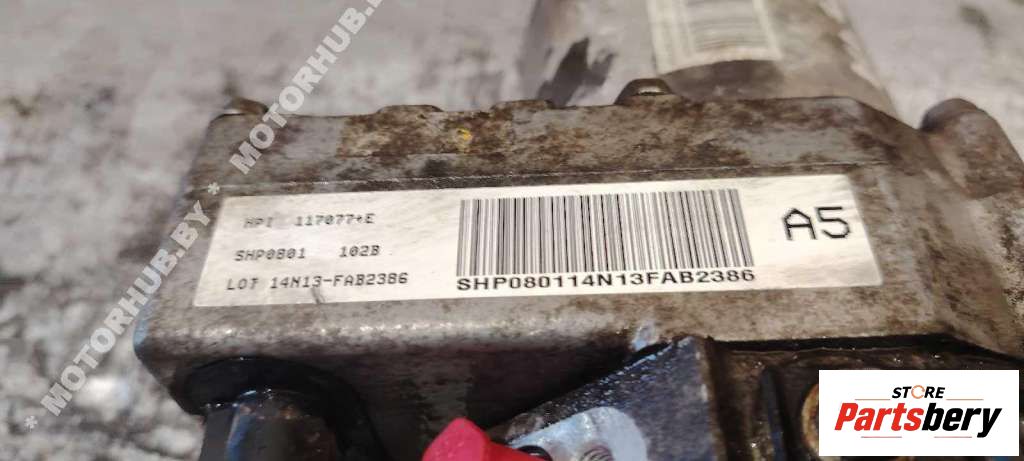 * MOTORHUB.BY * MOTORHUB.BY
HPI 117077+E
SHP0801 102B
LOT 14N13-FAB2386
SHP080114N13FAB2386
A5
STORE
Partsbery